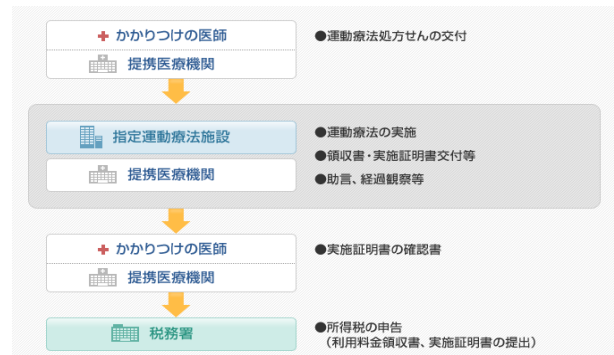 かかりつけの医師
●運動療法処方せんの交付
提携医療機関
指定運動療法施設
●運動療法の実施
●領収書・実施証明書交付等
提携医療機関
●助言、経過観察等
かかりつけの医師
●実施証明書の確認書
提携医療機関
税務署
●所得税の申告
（利用料金領収書、実施証明書の提出）